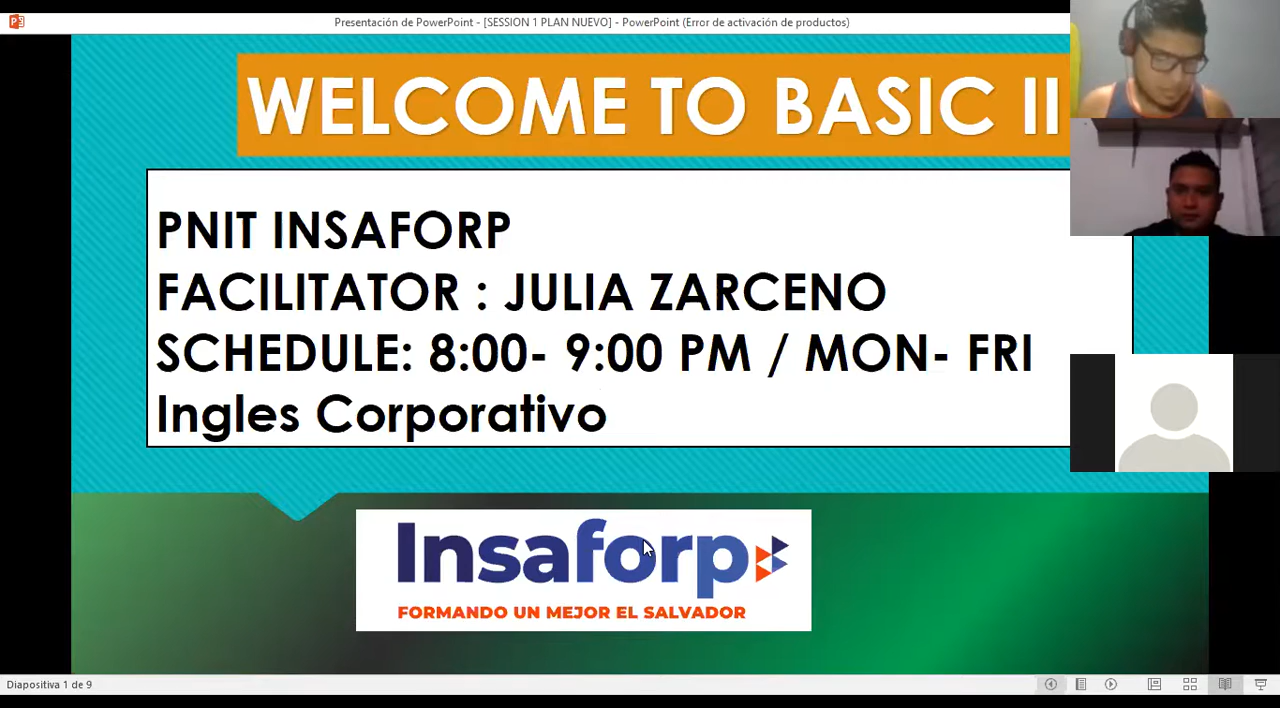 Presentación de PowerPoint - [SESSION 1 PLAN NUEVO] - PowerPoint (Error de activación de productos)
WELCOME TO BASIC II
PNIT INSAFORP
FACILITATOR : JULIA ZARCENO
SCHEDULE: 8:00- 9:00 PM / MON- FRI
Ingles Corporativo
Insaforp
FORMANDO UN MEJOR EL SALVADOR
Diapositiva 1 de 9